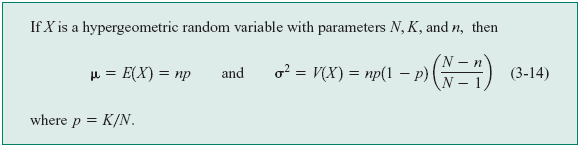 If X is a hypergeometric random variable with parameters N, K, and n, then
μ = E(X) = np and σ² = V(X) = np(1 − p)((N − n)/(N − 1)) (3-14)
where p = K/N.